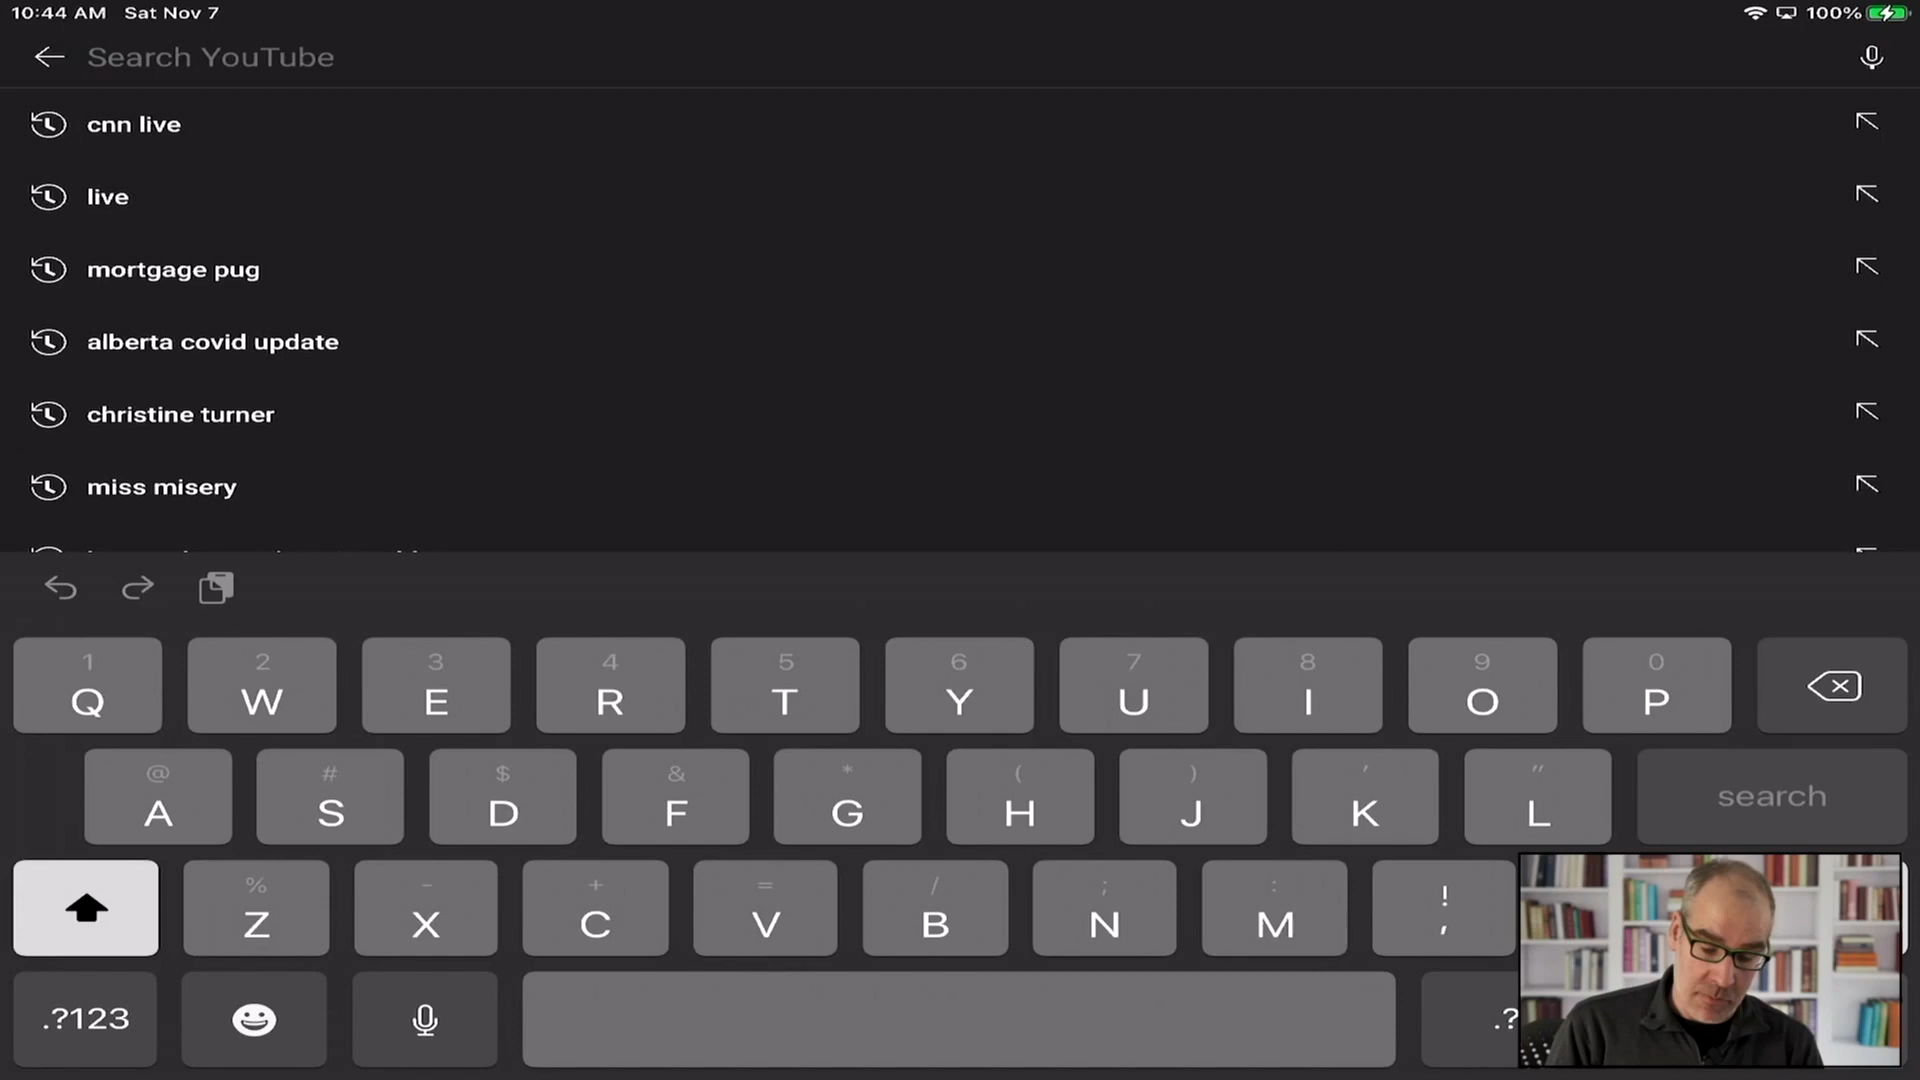 10:44 AM Sat Nov 7
100%
Search YouTube
cnn live
live
mortgage pug
alberta covid update
christine turner
miss misery
1 2 3 4 5 6 7 8 9 0
Q W E R T Y U I O P
@ # $ & * ( ) ' "
A S D F G H J K L search
% - + = / ; : !
Z X C V B N M ,
.?123 .?